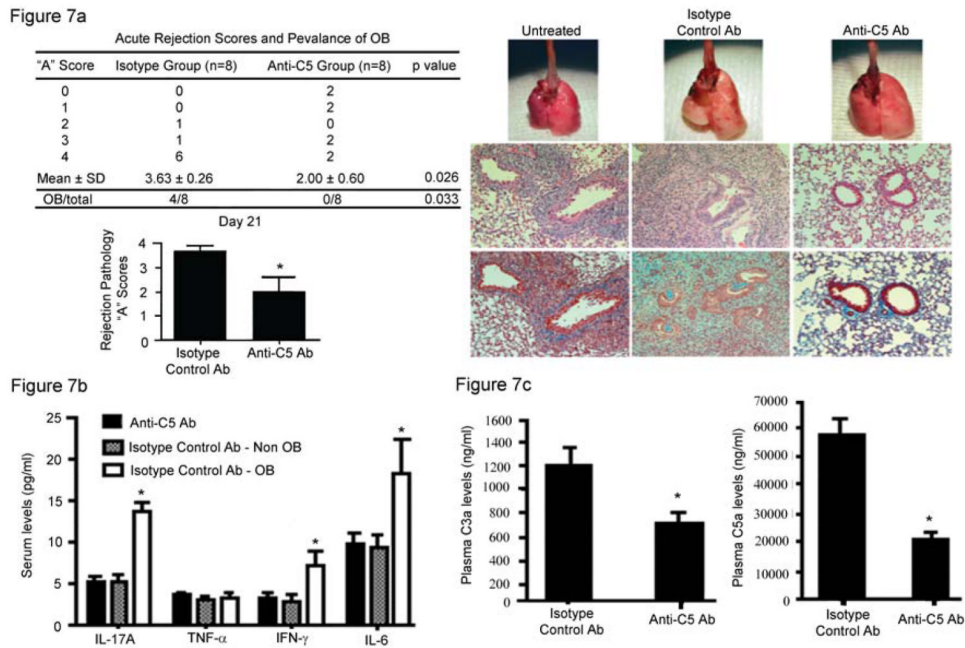 Figure 7a
Acute Rejection Scores and Pevalance of OB
“A” Score Isotype Group (n=8) Anti-C5 Group (n=8) p value
0 0 2
1 0 2
2 1 0
3 1 2
4 6 2
Mean ± SD 3.63 ± 0.26 2.00 ± 0.60 0.026
OB/total 4/8 0/8 0.033
Day 21
Rejection Pathology
“A” Scores
4
3
2
1
0
*
Isotype
Control Ab
Anti-C5 Ab
Untreated
Isotype
Control Ab
Anti-C5 Ab
Figure 7b
Serum levels (pg/ml)
25
20
15
10
5
0
Anti-C5 Ab
Isotype Control Ab - Non OB
Isotype Control Ab - OB
*
*
*
IL-17A TNF-α IFN-γ IL-6
Figure 7c
Plasma C3a levels (ng/ml)
1600
1400
1200
1000
800
600
400
200
0
*
Isotype
Control Ab
Anti-C5 Ab
Plasma C5a levels (ng/ml)
70000
60000
50000
40000
30000
20000
10000
0
*
Isotype
Control Ab
Anti-C5 Ab